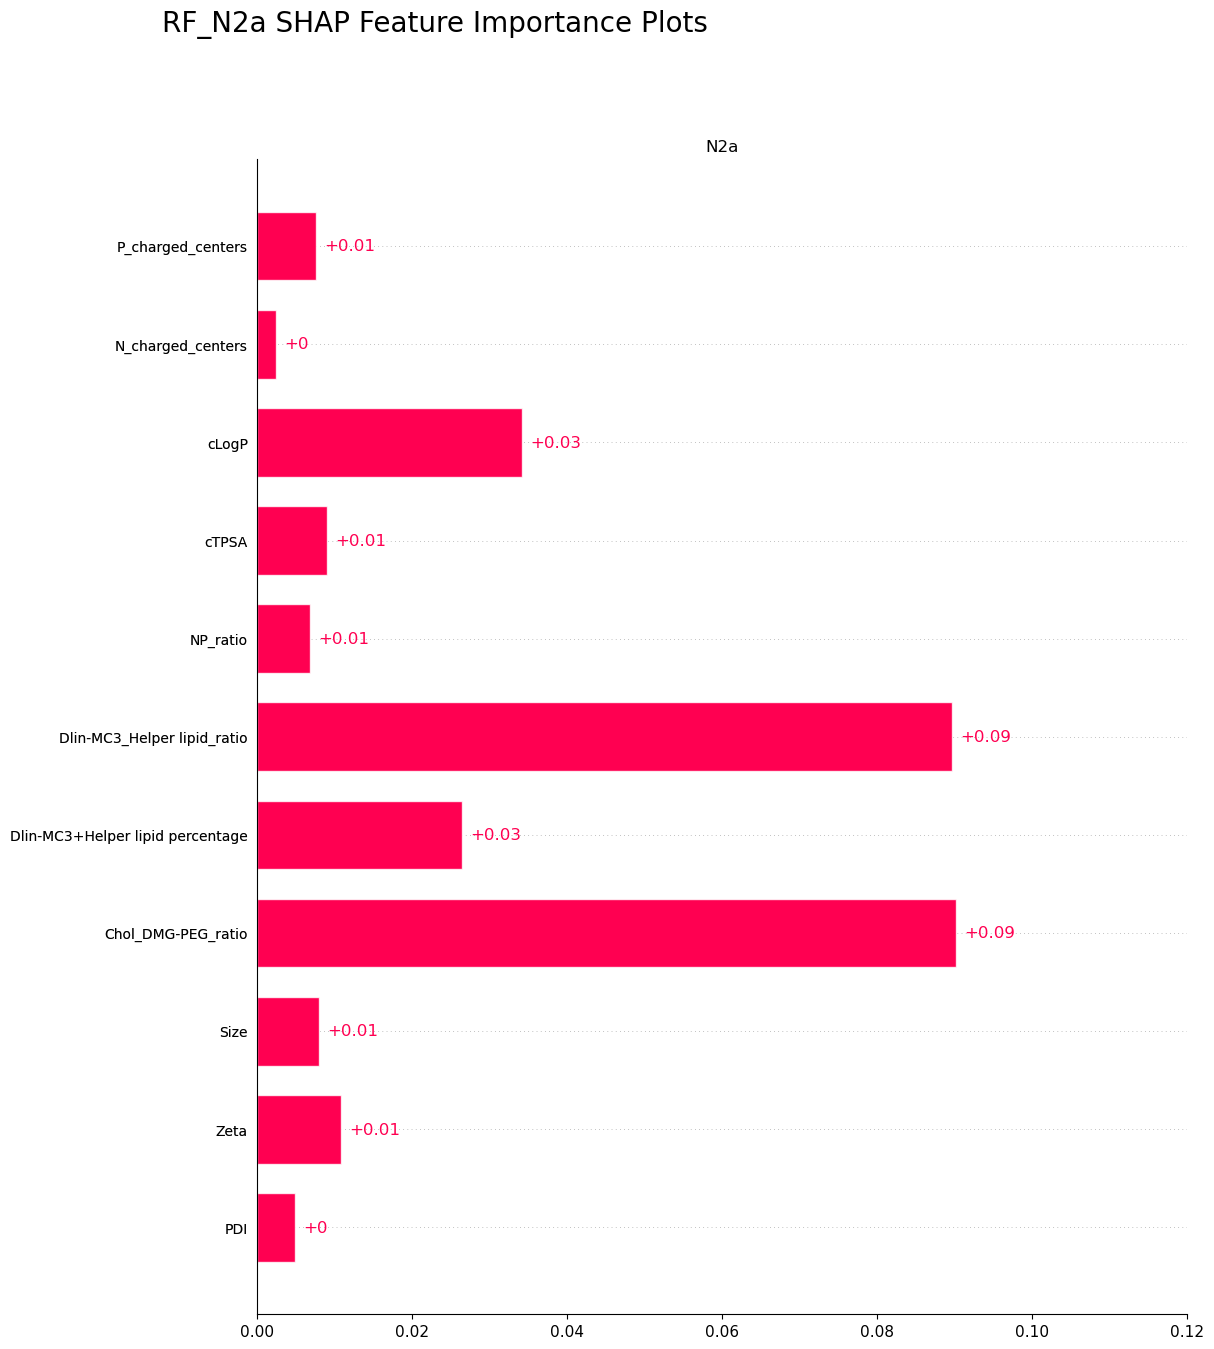 RF_N2a SHAP Feature Importance Plots
N2a
P_charged_centers
+0.01
N_charged_centers
+0
cLogP
+0.03
cTPSA
+0.01
NP_ratio
+0.01
Dlin-MC3_Helper lipid_ratio
+0.09
Dlin-MC3+Helper lipid percentage
+0.03
Chol_DMG-PEG_ratio
+0.09
Size
+0.01
Zeta
+0.01
PDI
+0
0.00 0.02 0.04 0.06 0.08 0.10 0.12